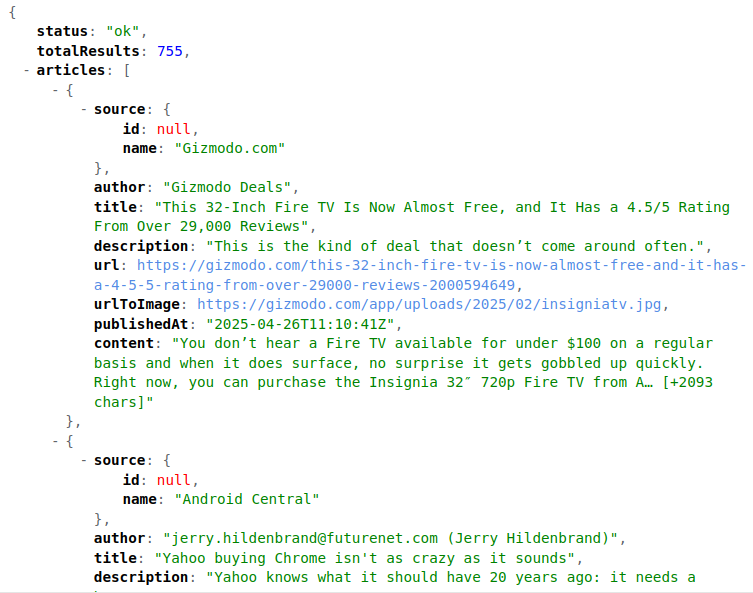 {
status: "ok",
totalResults: 755,
- articles: [
- {
- source: {
id: null,
name: "Gizmodo.com"
},
author: "Gizmodo Deals",
title: "This 32-Inch Fire TV Is Now Almost Free, and It Has a 4.5/5 Rating
From Over 29,000 Reviews",
description: "This is the kind of deal that doesn’t come around often.",
url: https://gizmodo.com/this-32-inch-fire-tv-is-now-almost-free-and-it-has-
a-4-5-5-rating-from-over-29000-reviews-2000594649,
urlToImage: https://gizmodo.com/app/uploads/2025/02/insigniatv.jpg,
publishedAt: "2025-04-26T11:10:41Z",
content: "You don’t hear a Fire TV available for under $100 on a regular
basis and when it does surface, no surprise it gets gobbled up quickly.
Right now, you can purchase the Insignia 32″ 720p Fire TV from A… [+2093
chars]"
},
- {
- source: {
id: null,
name: "Android Central"
},
author: "jerry.hildenbrand@futurenet.com (Jerry Hildenbrand)",
title: "Yahoo buying Chrome isn't as crazy as it sounds",
description: "Yahoo knows what it should have 20 years ago: it needs a